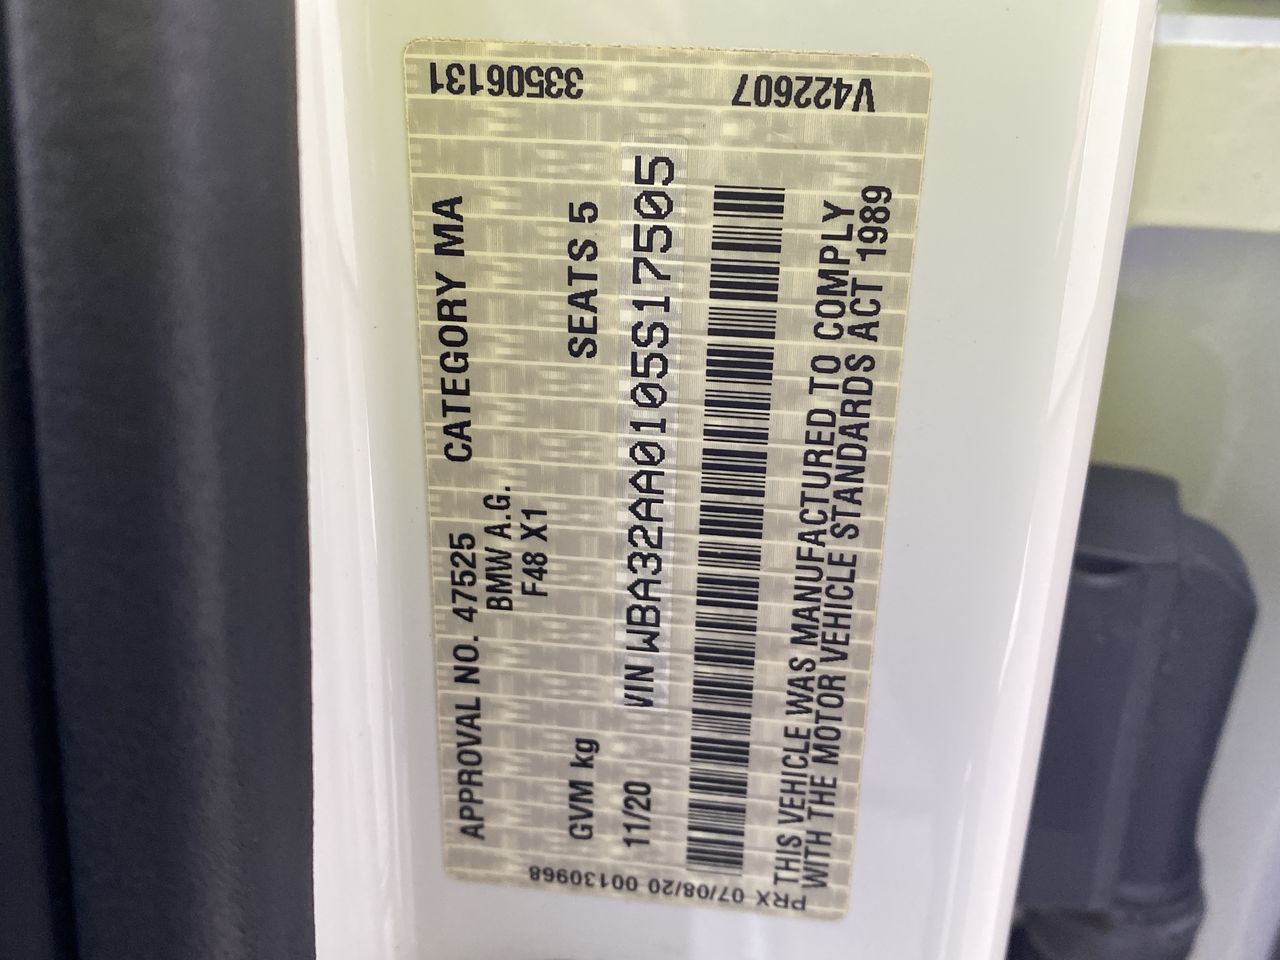 APPROVAL NO. 47525 CATEGORY MA
BMW A.G.
F48 X1
GVM kg SEATS 5
11/20 VIN WBA32AA0105S17505
THIS VEHICLE WAS MANUFACTURED TO COMPLY
WITH THE MOTOR VEHICLE STANDARDS ACT 1989
33506131
V422607
PRX 07/08/20 00130968